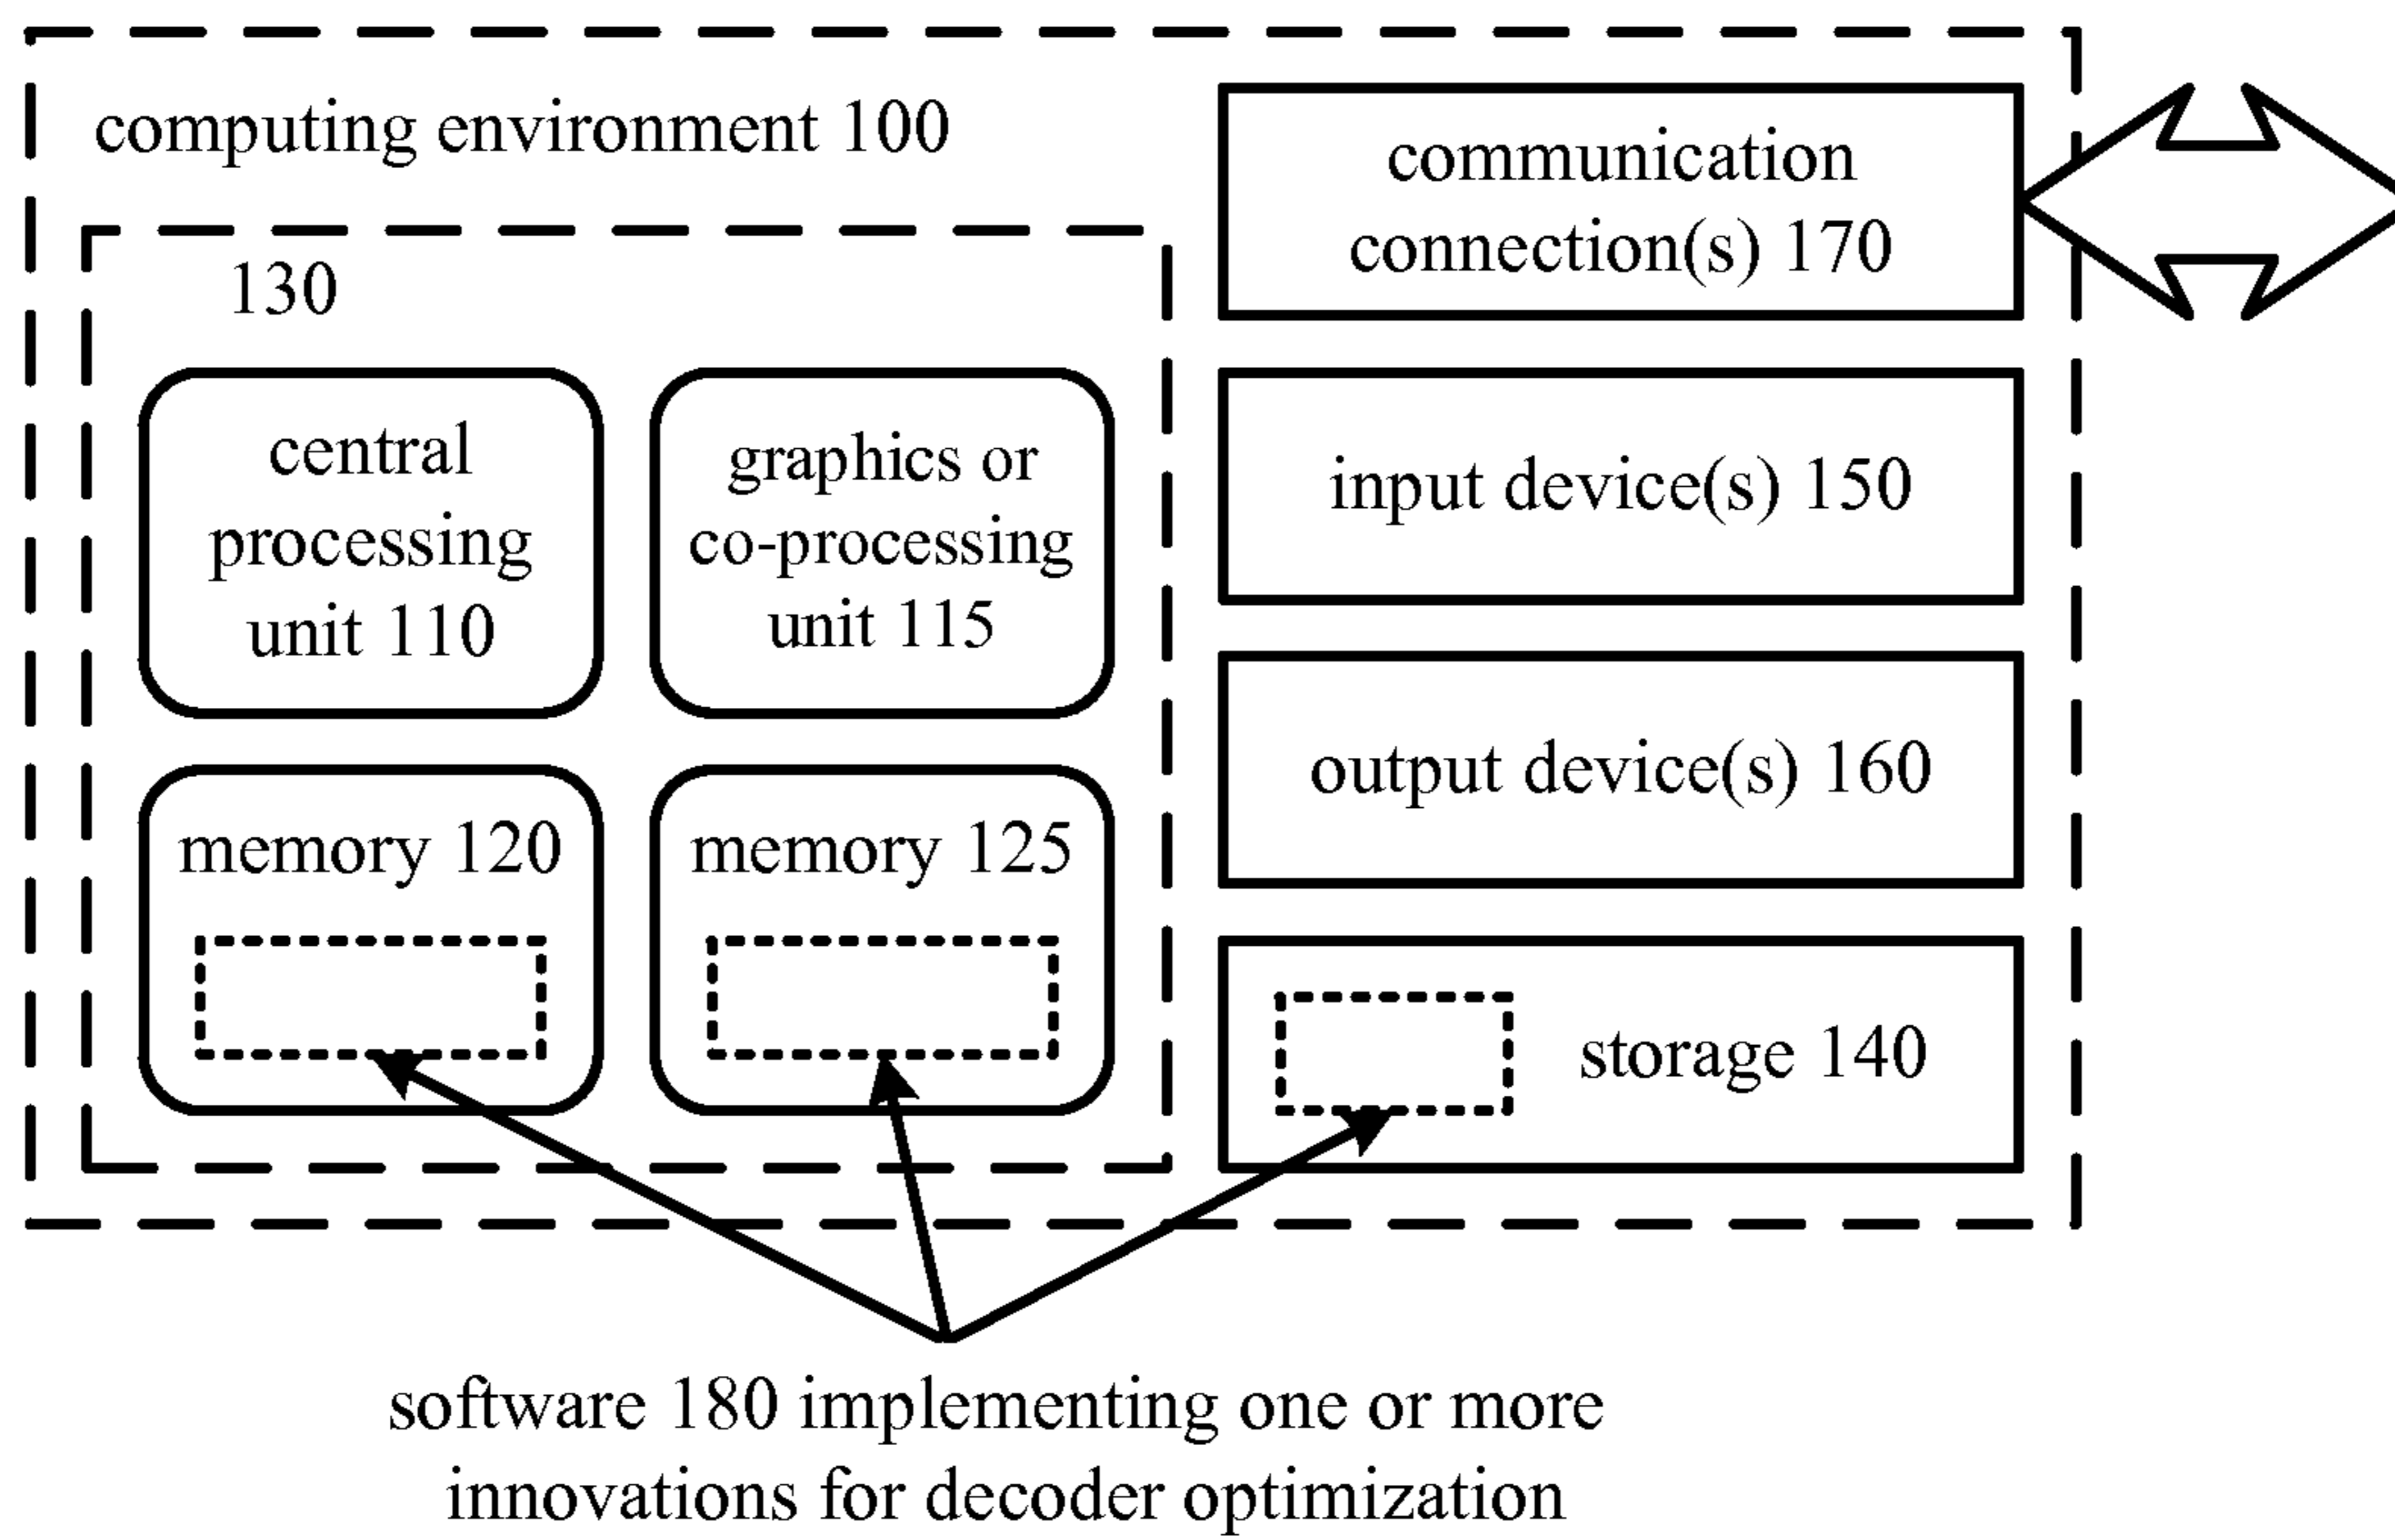 computing environment 100
130
central
processing
unit 110
graphics or
co-processing
unit 115
memory 120
memory 125
communication
connection(s) 170
input device(s) 150
output device(s) 160
storage 140
software 180 implementing one or more
innovations for decoder optimization